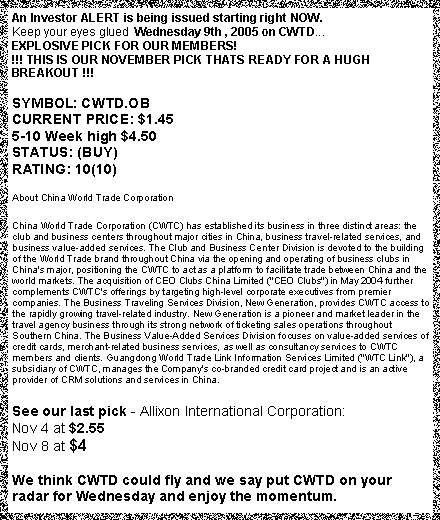 An Investor ALERT is being issued starting right NOW.
Keep your eyes glued Wednesday 9th, 2005 on CWTD...
EXPLOSIVE PICK FOR OUR MEMBERS!
!!! THIS IS OUR NOVEMBER PICK THATS READY FOR A HUGH
BREAKOUT !!!
SYMBOL: CWTD.OB
CURRENT PRICE: $1.45
5-10 Week high $4.50
STATUS: (BUY)
RATING: 10(10)
About China World Trade Corporation
China World Trade Corporation (CWTC) has established its business in three distinct areas: the
club and business centers throughout major cities in China, business travel-related services, and
business value-added services. The Club and Business Center Division is devoted to the building
of the World Trade brand throughout China via the opening and operating of business clubs in
China's major, positioning the CWTC to act as a platform to facilitate trade between China and the
world markets. The acquisition of CEO Clubs China Limited ("CEO Clubs") in May 2004 further
complements CWTC's offerings by targeting high-level corporate executives from premier
companies. The Business Traveling Services Division, New Generation, provides CWTC access to
the rapidly growing travel-related industry. New Generation is a pioneer and market leader in the
travel agency business through its strong network of ticketing sales operations throughout
Southern China. The Business Value-Added Services Division focuses on value-added services of
credit cards, merchant-related business services, as well as consultancy services to CWTC
members and clients. Guangdong World Trade Link Information Services Limited ("WTC Link"), a
subsidiary of CWTC, manages the Company's co-branded credit card project and is an active
provider of CRM solutions and services in China.
See our last pick - Allixon International Corporation:
Nov 4 at $2.55
Nov 8 at $4
We think CWTD could fly and we say put CWTD on your
radar for Wednesday and enjoy the momentum.